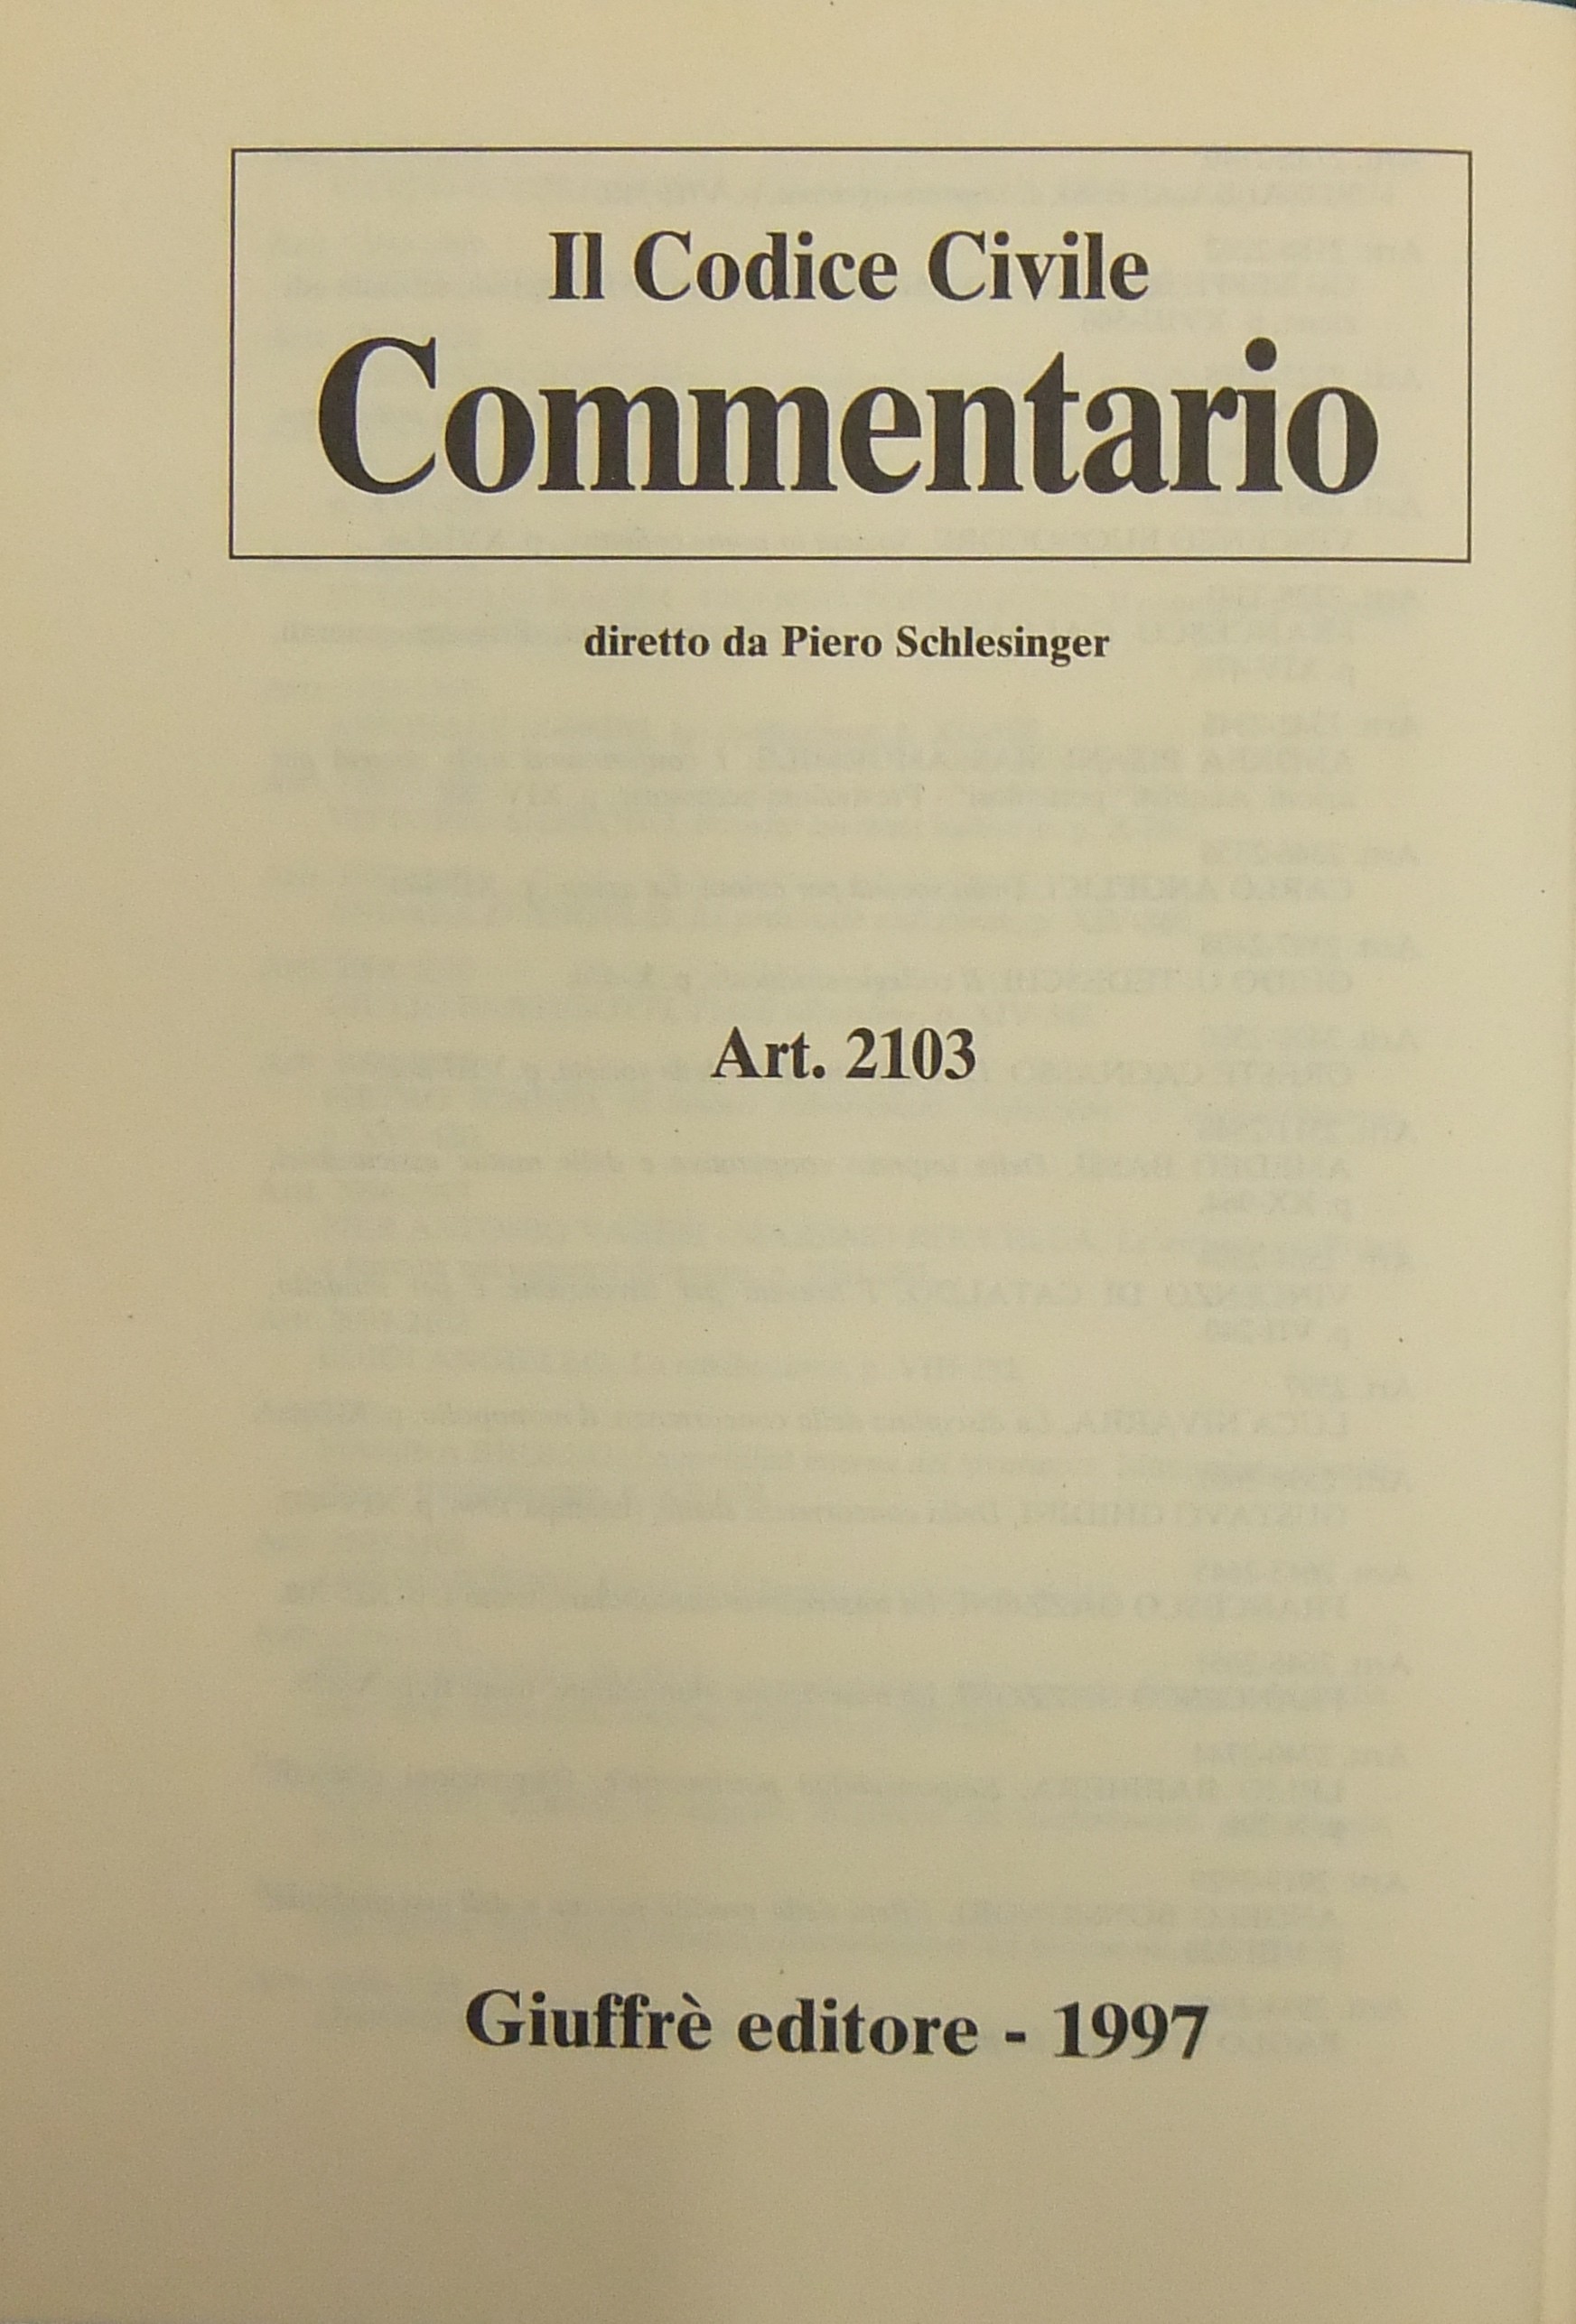 Il Codice Civile
Commentario
diretto da Piero Schlesinger
Art. 2103
Giuffrè editore - 1997